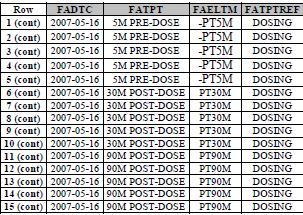 Row FADTC FATPT FAELTM FATPTREF
1 (cont) 2007-05-16 5M PRE-DOSE -PT5M DOSING
2 (cont) 2007-05-16 5M PRE-DOSE -PT5M DOSING
3 (cont) 2007-05-16 5M PRE-DOSE -PT5M DOSING
4 (cont) 2007-05-16 5M PRE-DOSE -PT5M DOSING
5 (cont) 2007-05-16 5M PRE-DOSE -PT5M DOSING
6 (cont) 2007-05-16 30M POST-DOSE PT30M DOSING
7 (cont) 2007-05-16 30M POST-DOSE PT30M DOSING
8 (cont) 2007-05-16 30M POST-DOSE PT30M DOSING
9 (cont) 2007-05-16 30M POST-DOSE PT30M DOSING
10 (cont) 2007-05-16 30M POST-DOSE PT30M DOSING
11 (cont) 2007-05-16 90M POST-DOSE PT90M DOSING
12 (cont) 2007-05-16 90M POST-DOSE PT90M DOSING
13 (cont) 2007-05-16 90M POST-DOSE PT90M DOSING
14 (cont) 2007-05-16 90M POST-DOSE PT90M DOSING
15 (cont) 2007-05-16 90M POST-DOSE PT90M DOSING